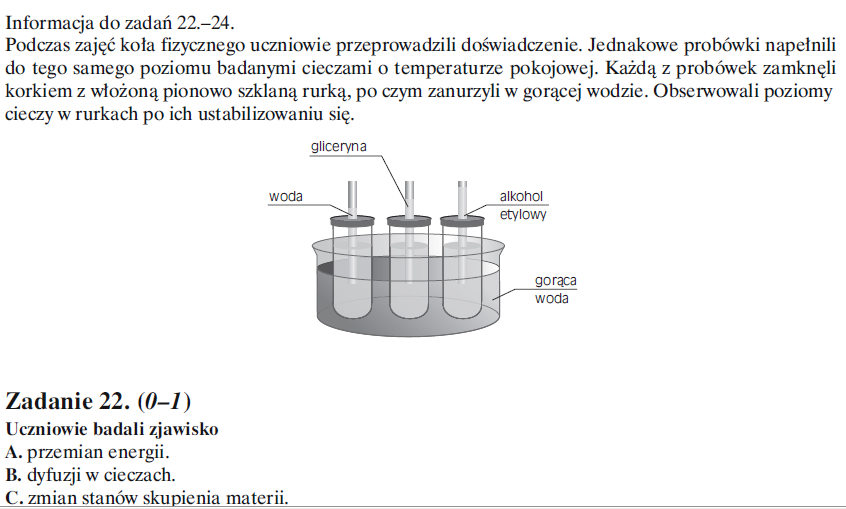 Informacja do zadań 22.–24.
Podczas zajęć koła fizycznego uczniowie przeprowadzili doświadczenie. Jednakowe probówki napełnili
do tego samego poziomu badanymi cieczami o temperaturze pokojowej. Każdą z probówek zamknęli
korkiem z włożoną pionowo szklaną rurką, po czym zanurzyli w gorącej wodzie. Obserwowali poziomy
cieczy w rurkach po ich ustabilizowaniu się.
gliceryna
woda
alkohol
etylowy
gorąca
woda
Zadanie 22. (0–1)
Uczniowie badali zjawisko
A. przemian energii.
B. dyfuzji w cieczach.
C. zmian stanów skupienia materii.